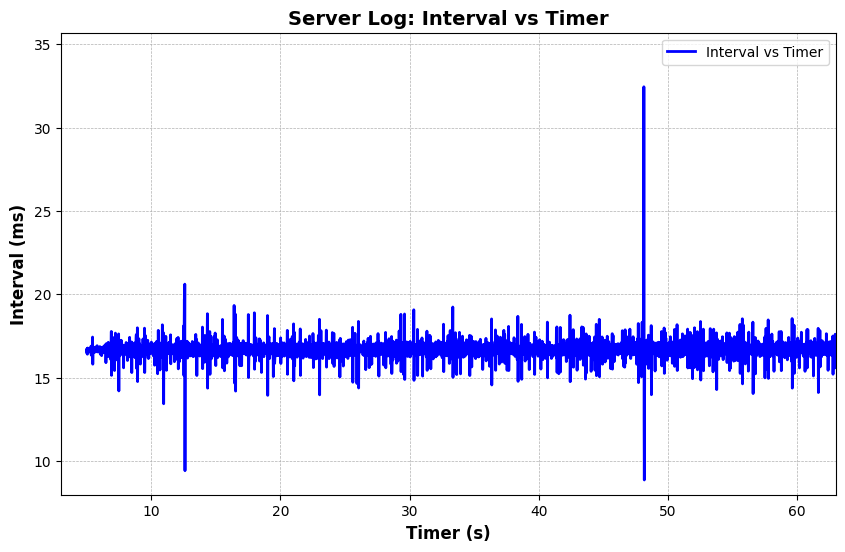 Server Log: Interval vs Timer
Interval vs Timer
35
30
25
20
15
10
Interval (ms)
10 20 30 40 50 60
Timer (s)